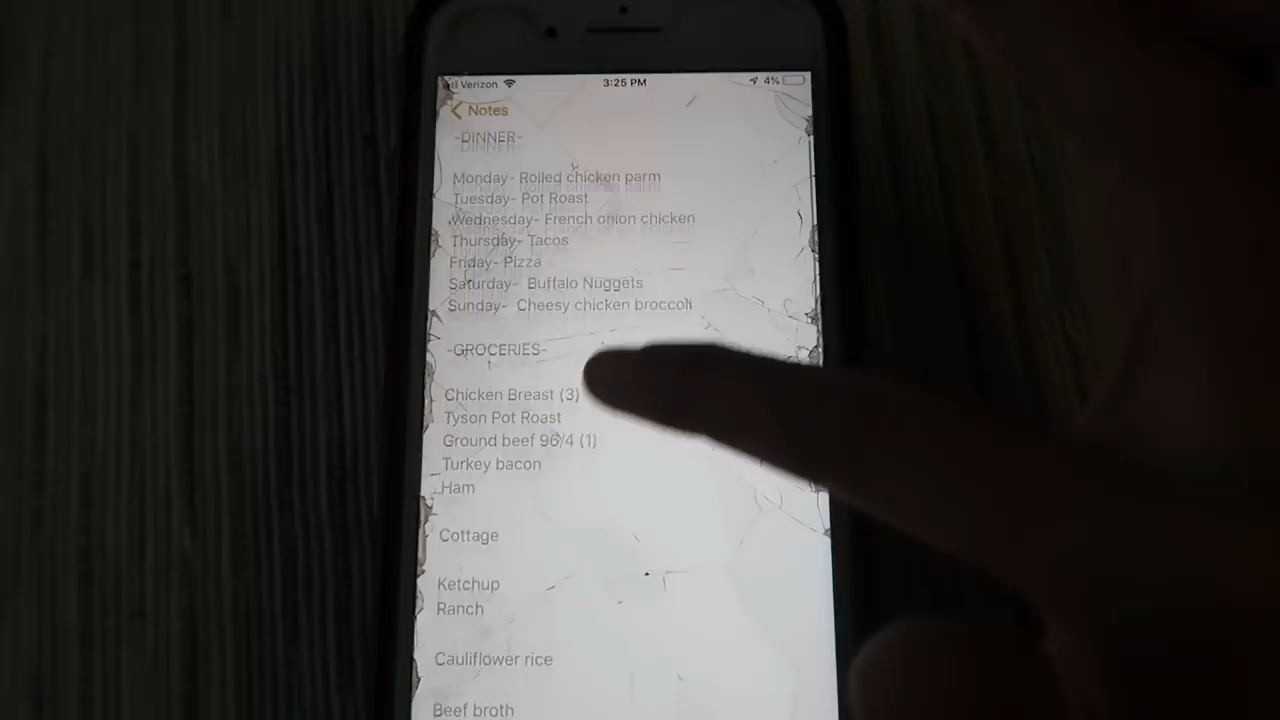 Verizon 3:25 PM 4%
Notes
-DINNER-
Monday- Rolled chicken parm
Tuesday- Pot Roast
Wednesday- French onion chicken
Thursday- Tacos
Friday- Pizza
Saturday- Buffalo Nuggets
Sunday- Cheesy chicken broccoli
-GROCERIES-
Chicken Breast (3)
Tyson Pot Roast
Ground beef 96/4 (1)
Turkey bacon
Ham
Cottage
Ketchup
Ranch
Cauliflower rice
Beef broth